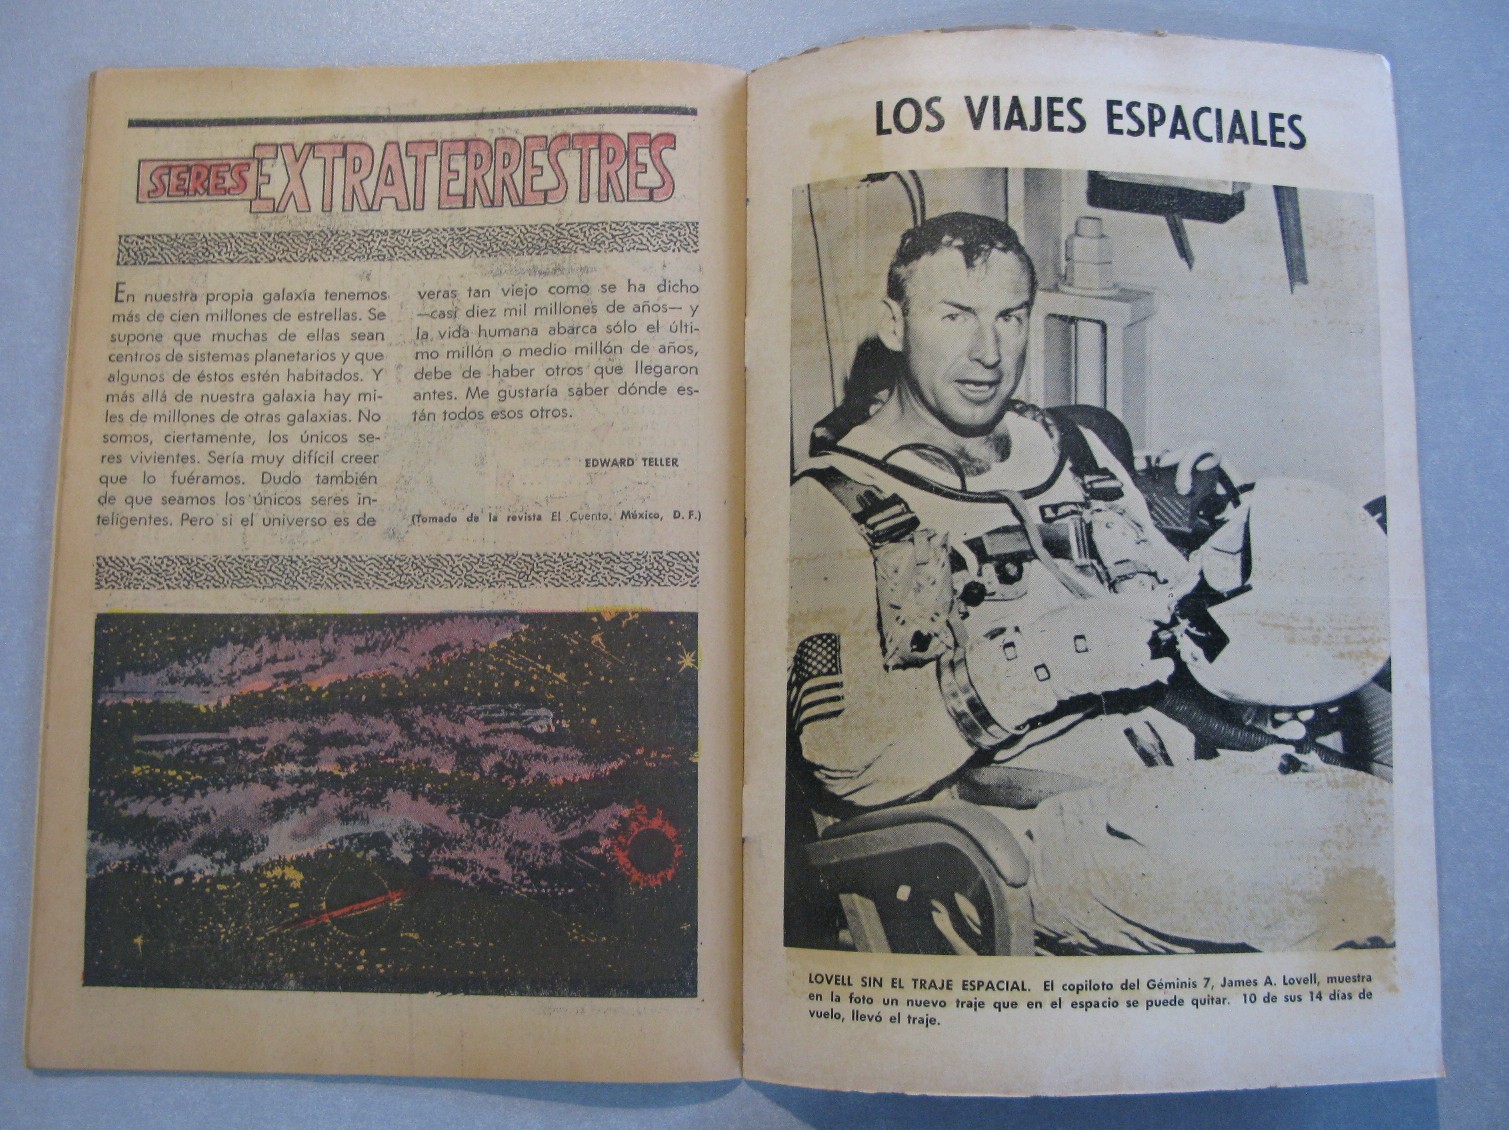 SERES EXTRATERRESTRES
En nuestra propia galaxia tenemos
más de cien millones de estrellas. Se
supone que muchas de ellas sean
centros de sistemas planetarios y que
algunos de éstos estén habitados. Y
más allá de nuestra galaxia hay mi-
les de millones de otras galaxias. No
somos, ciertamente, los únicos se-
res vivientes. Sería muy difícil creer
que lo fuéramos. Dudo también
de que seamos los únicos seres in-
teligentes. Pero si el universo es de
veras tan viejo como se ha dicho
—casi diez mil millones de años— y
la vida humana abarca sólo el últi-
mo millón o medio millón de años,
debe de haber otros que llegaron
antes. Me gustaría saber dónde es-
tán todos esos otros.
EDWARD TELLER
(Tomado de la revista El Cuento, México, D. F.)
LOS VIAJES ESPACIALES
LOVELL SIN EL TRAJE ESPACIAL. El copiloto del Géminis 7, James A. Lovell, muestra
en la foto un nuevo traje que en el espacio se puede quitar. 10 de sus 14 días de
vuelo, llevó el traje.